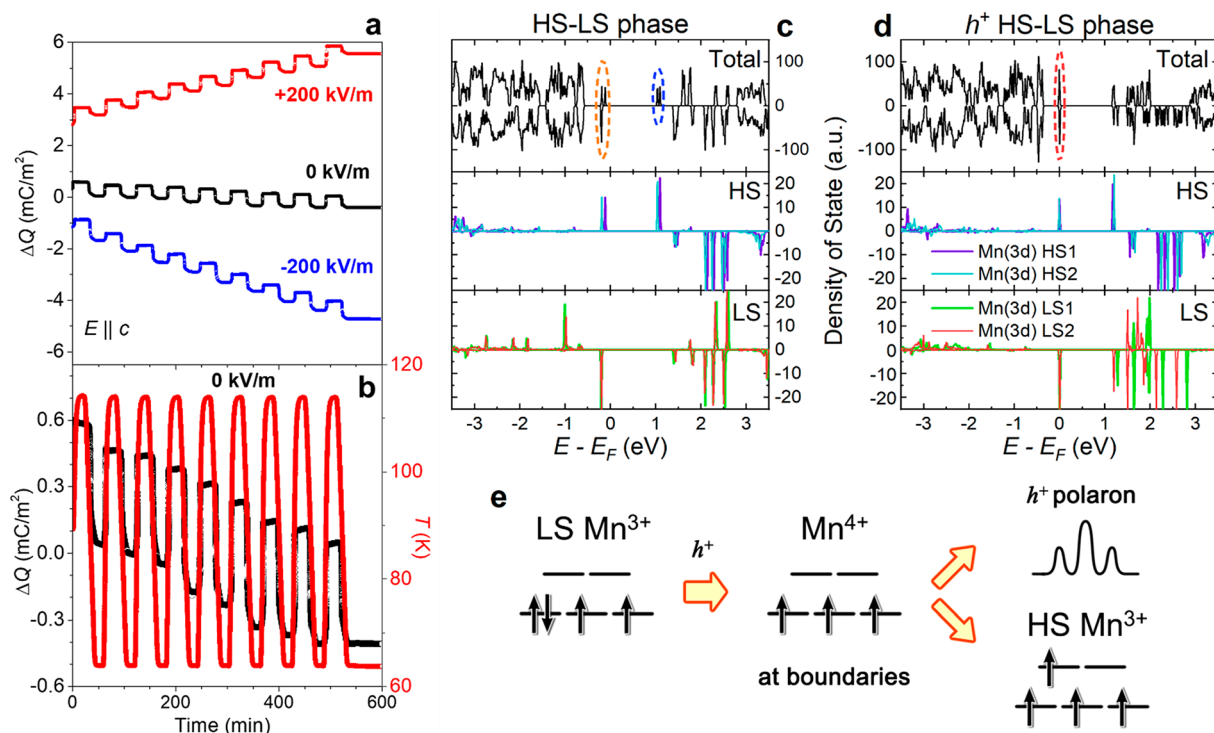 a
ΔQ (mC/m²)
6
4
2
0
-2
-4
-6
+200 kV/m
0 kV/m
-200 kV/m
E || c
b
0 kV/m
ΔQ (mC/m²)
0.6
0.3
0.0
-0.3
-0.6
120
100
80
60
T (K)
0 200 400 600
Time (min)
HS-LS phase
c
Total
100
0
-100
HS
20
10
0
-10
-20
LS
20
10
0
-10
-20
-3 -2 -1 0 1 2 3
E - E_F (eV)
Density of State (a.u.)
h⁺ HS-LS phase
d
Total
100
0
-100
HS
20
10
0
-10
-20
Mn(3d) HS1
Mn(3d) HS2
LS
20
10
0
-10
-20
Mn(3d) LS1
Mn(3d) LS2
-3 -2 -1 0 1 2 3
E - E_F (eV)
e
LS Mn³⁺
h⁺
Mn⁴⁺
at boundaries
h⁺ polaron
HS Mn³⁺